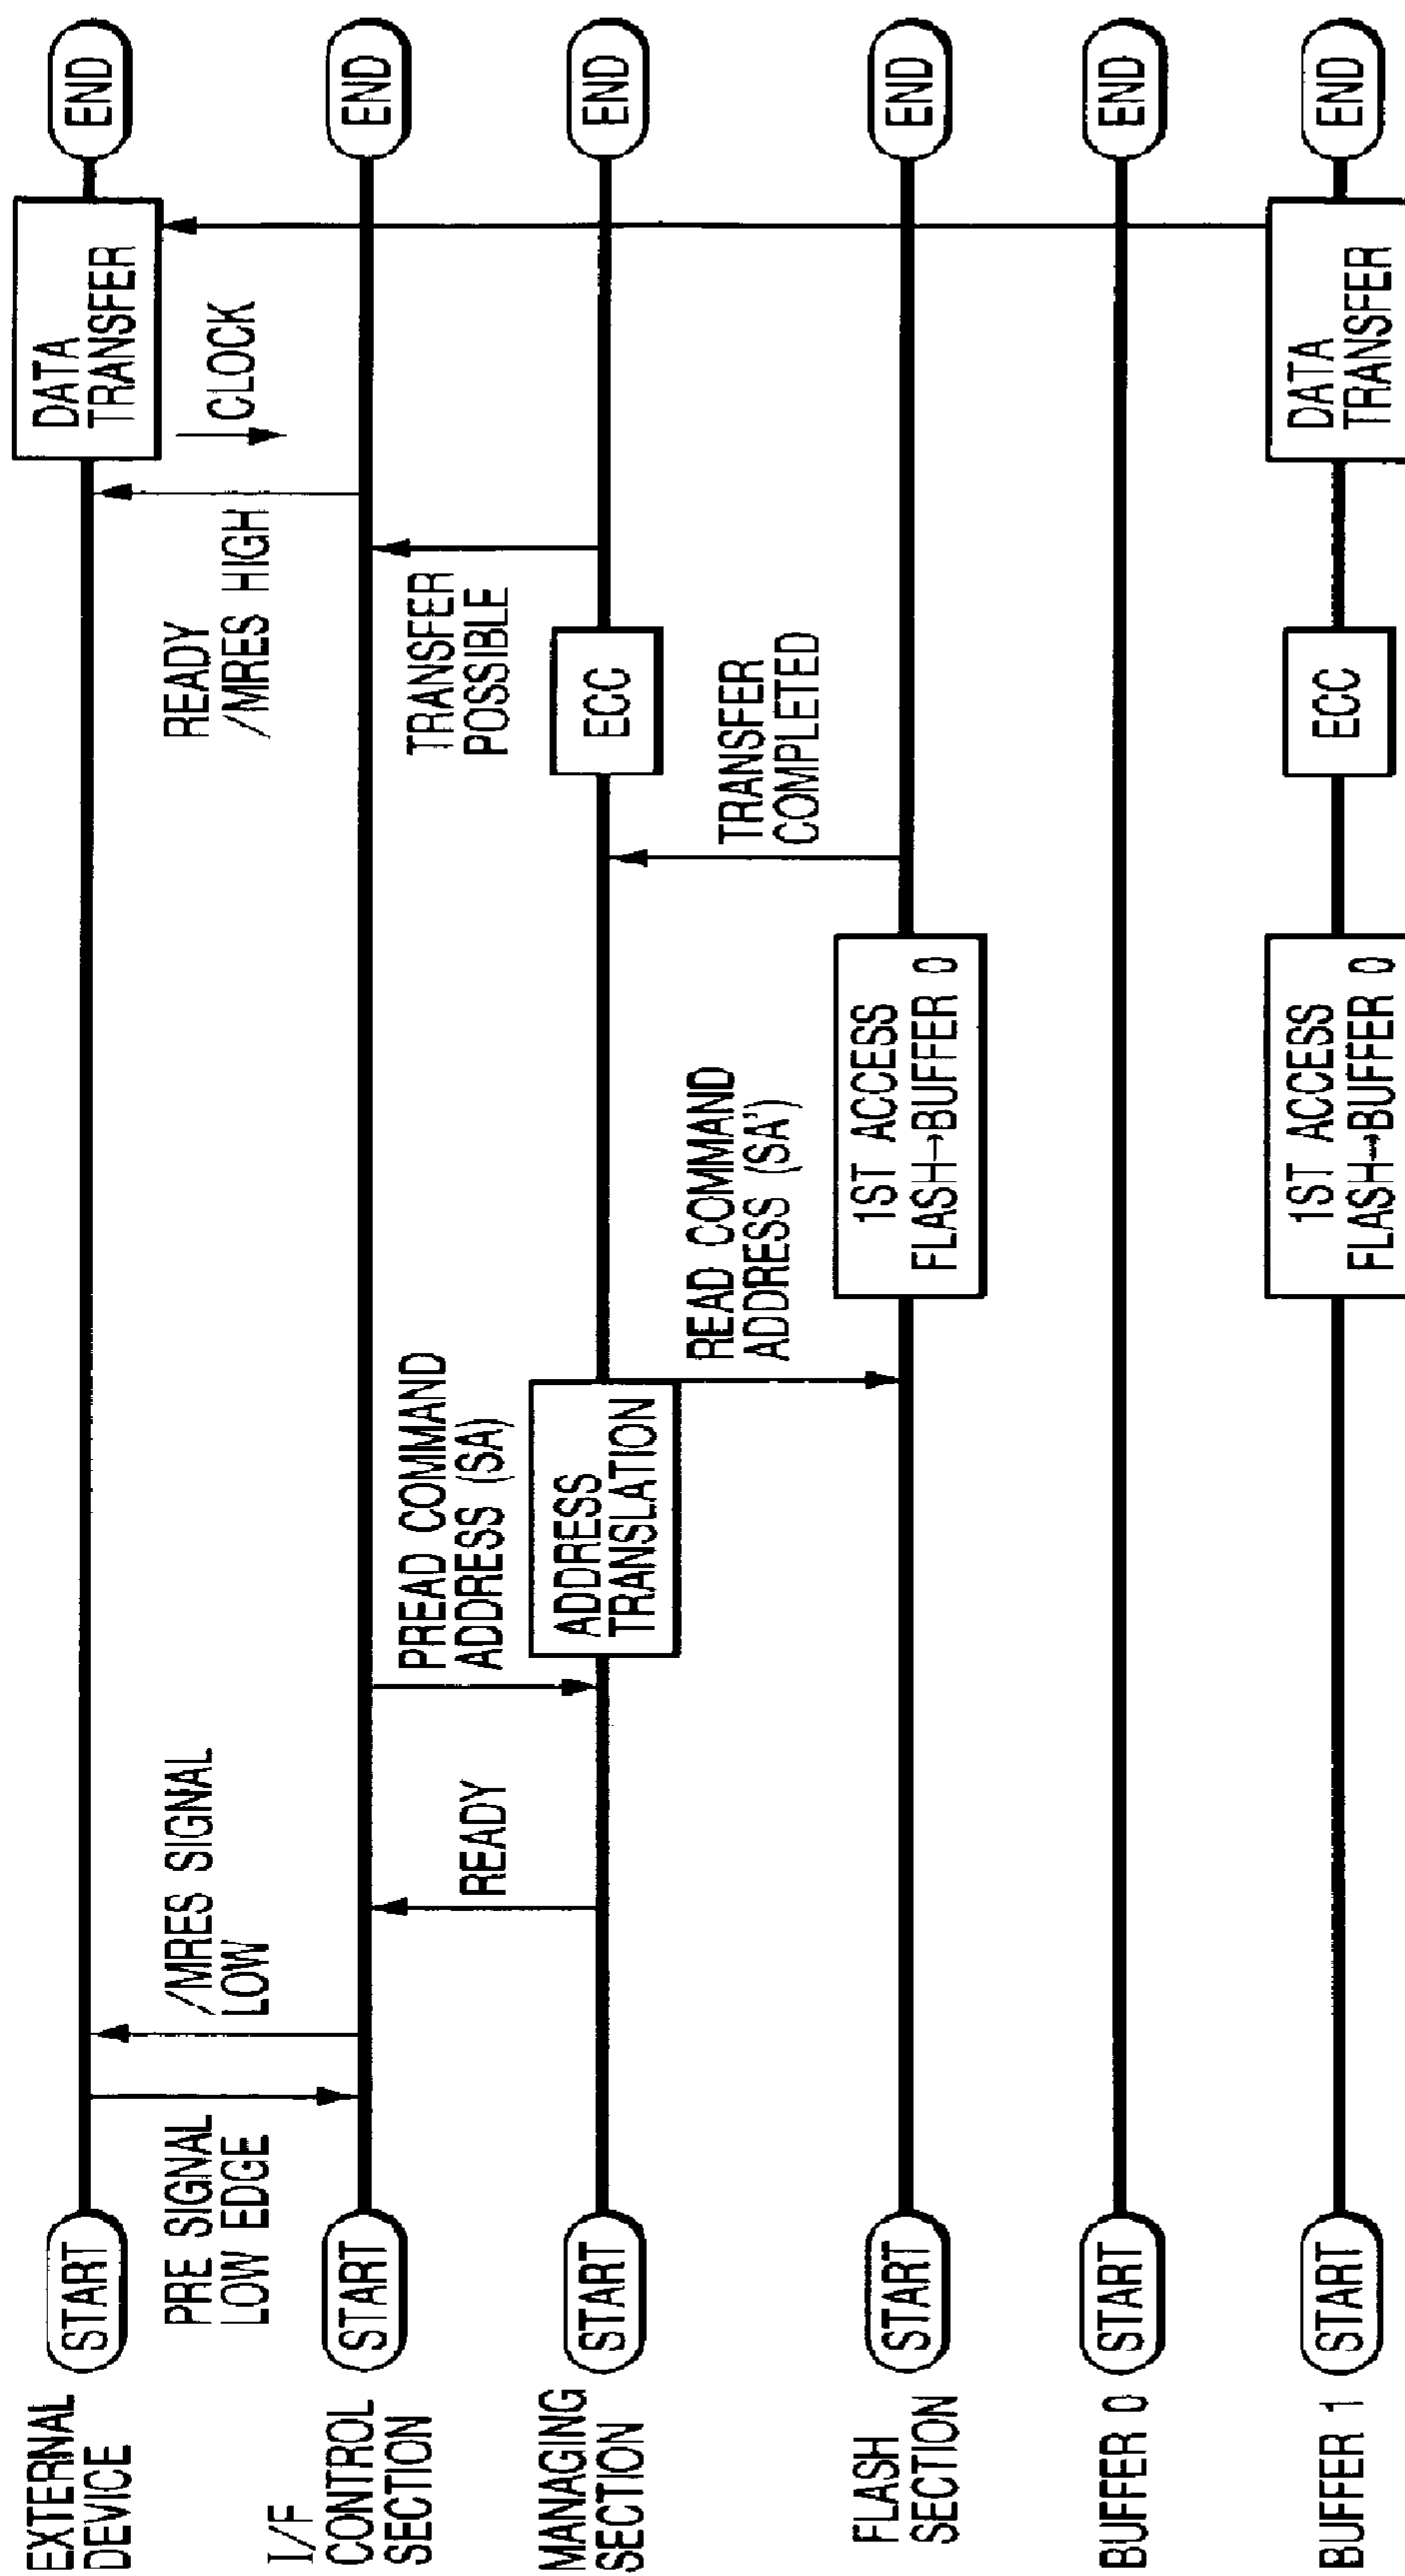 EXTERNAL
DEVICE
START
PRE SIGNAL
LOW EDGE
/MRES SIGNAL
LOW
READY
/MRES HIGH
DATA
TRANSFER
CLOCK
END
I/F
CONTROL
SECTION
START
READY
PREAD COMMAND
ADDRESS (SA)
TRANSFER
POSSIBLE
END
MANAGING
SECTION
START
ADDRESS
TRANSLATION
READ COMMAND
ADDRESS (SA')
TRANSFER
COMPLETED
ECC
END
FLASH
SECTION
START
1ST ACCESS
FLASH→BUFFER 0
END
BUFFER 0
START
END
BUFFER 1
START
1ST ACCESS
FLASH→BUFFER 0
ECC
DATA
TRANSFER
END